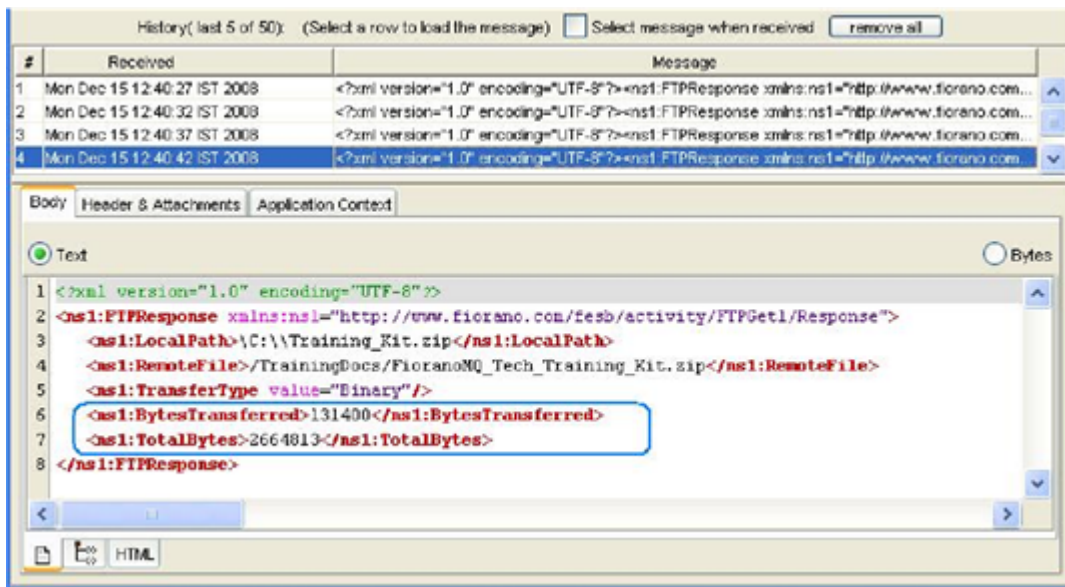 History( last 5 of 50): (Select a row to load the message) Select message when received remove all
# Received Message
1 Mon Dec 15 12:40:27 IST 2008 <?xml version="1.0" encoding="UTF-8"?><ns1:FTPResponse xmlns:ns1="http://www.fiorano.com...
2 Mon Dec 15 12:40:32 IST 2008 <?xml version="1.0" encoding="UTF-8"?><ns1:FTPResponse xmlns:ns1="http://www.fiorano.com...
3 Mon Dec 15 12:40:37 IST 2008 <?xml version="1.0" encoding="UTF-8"?><ns1:FTPResponse xmlns:ns1="http://www.fiorano.com...
4 Mon Dec 15 12:40:42 IST 2008 <?xml version="1.0" encoding="UTF-8"?><ns1:FTPResponse xmlns:ns1="http://www.fiorano.com...
Body Header & Attachments Application Context
Text Bytes
1 <?xml version="1.0" encoding="UTF-8"?>
2 <ns1:FTPResponse xmlns:ns1="http://www.fiorano.com/fesb/activity/FTPGet1/Response">
3 <ns1:LocalPath>\C:\\Training_Kit.zip</ns1:LocalPath>
4 <ns1:RemoteFile>/TrainingDocs/FioranoMQ_Tech_Training_Kit.zip</ns1:RemoteFile>
5 <ns1:TransferType value="Binary"/>
6 <ns1:BytesTransferred>131400</ns1:BytesTransferred>
7 <ns1:TotalBytes>2664813</ns1:TotalBytes>
8 </ns1:FTPResponse>
HTML